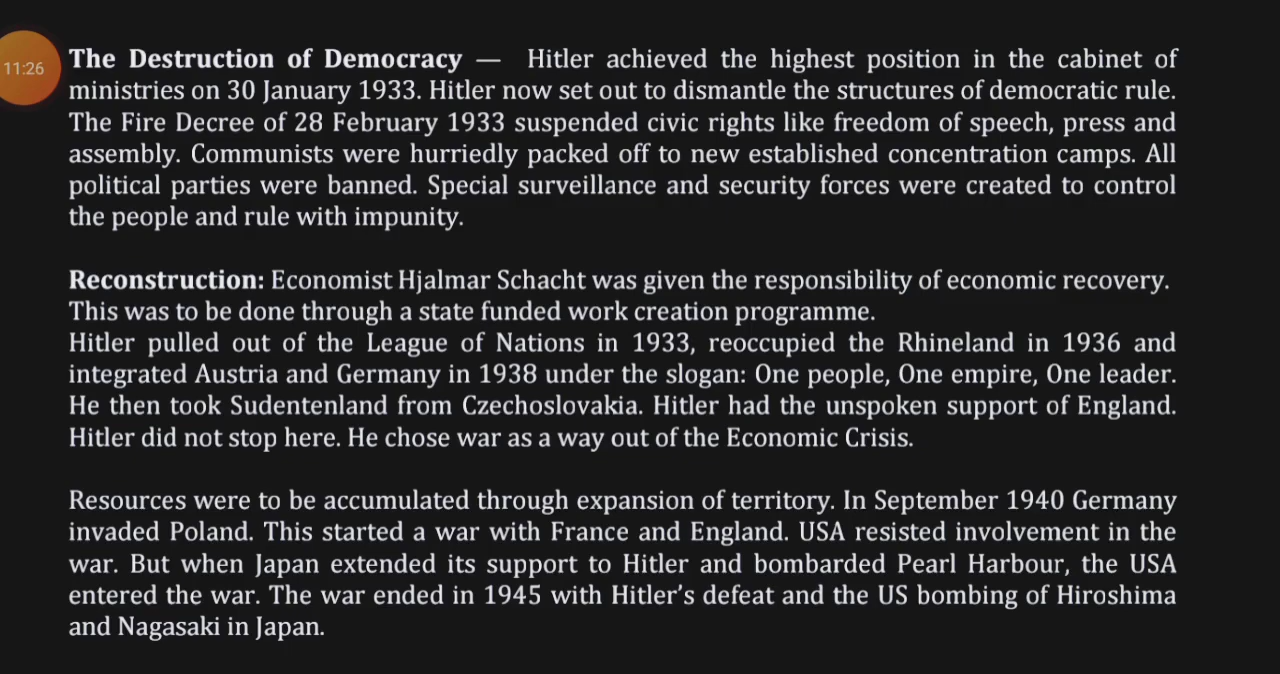 11:26
The Destruction of Democracy — Hitler achieved the highest position in the cabinet of
ministries on 30 January 1933. Hitler now set out to dismantle the structures of democratic rule.
The Fire Decree of 28 February 1933 suspended civic rights like freedom of speech, press and
assembly. Communists were hurriedly packed off to new established concentration camps. All
political parties were banned. Special surveillance and security forces were created to control
the people and rule with impunity.
Reconstruction: Economist Hjalmar Schacht was given the responsibility of economic recovery.
This was to be done through a state funded work creation programme.
Hitler pulled out of the League of Nations in 1933, reoccupied the Rhineland in 1936 and
integrated Austria and Germany in 1938 under the slogan: One people, One empire, One leader.
He then took Sudentenland from Czechoslovakia. Hitler had the unspoken support of England.
Hitler did not stop here. He chose war as a way out of the Economic Crisis.
Resources were to be accumulated through expansion of territory. In September 1940 Germany
invaded Poland. This started a war with France and England. USA resisted involvement in the
war. But when Japan extended its support to Hitler and bombarded Pearl Harbour, the USA
entered the war. The war ended in 1945 with Hitler’s defeat and the US bombing of Hiroshima
and Nagasaki in Japan.